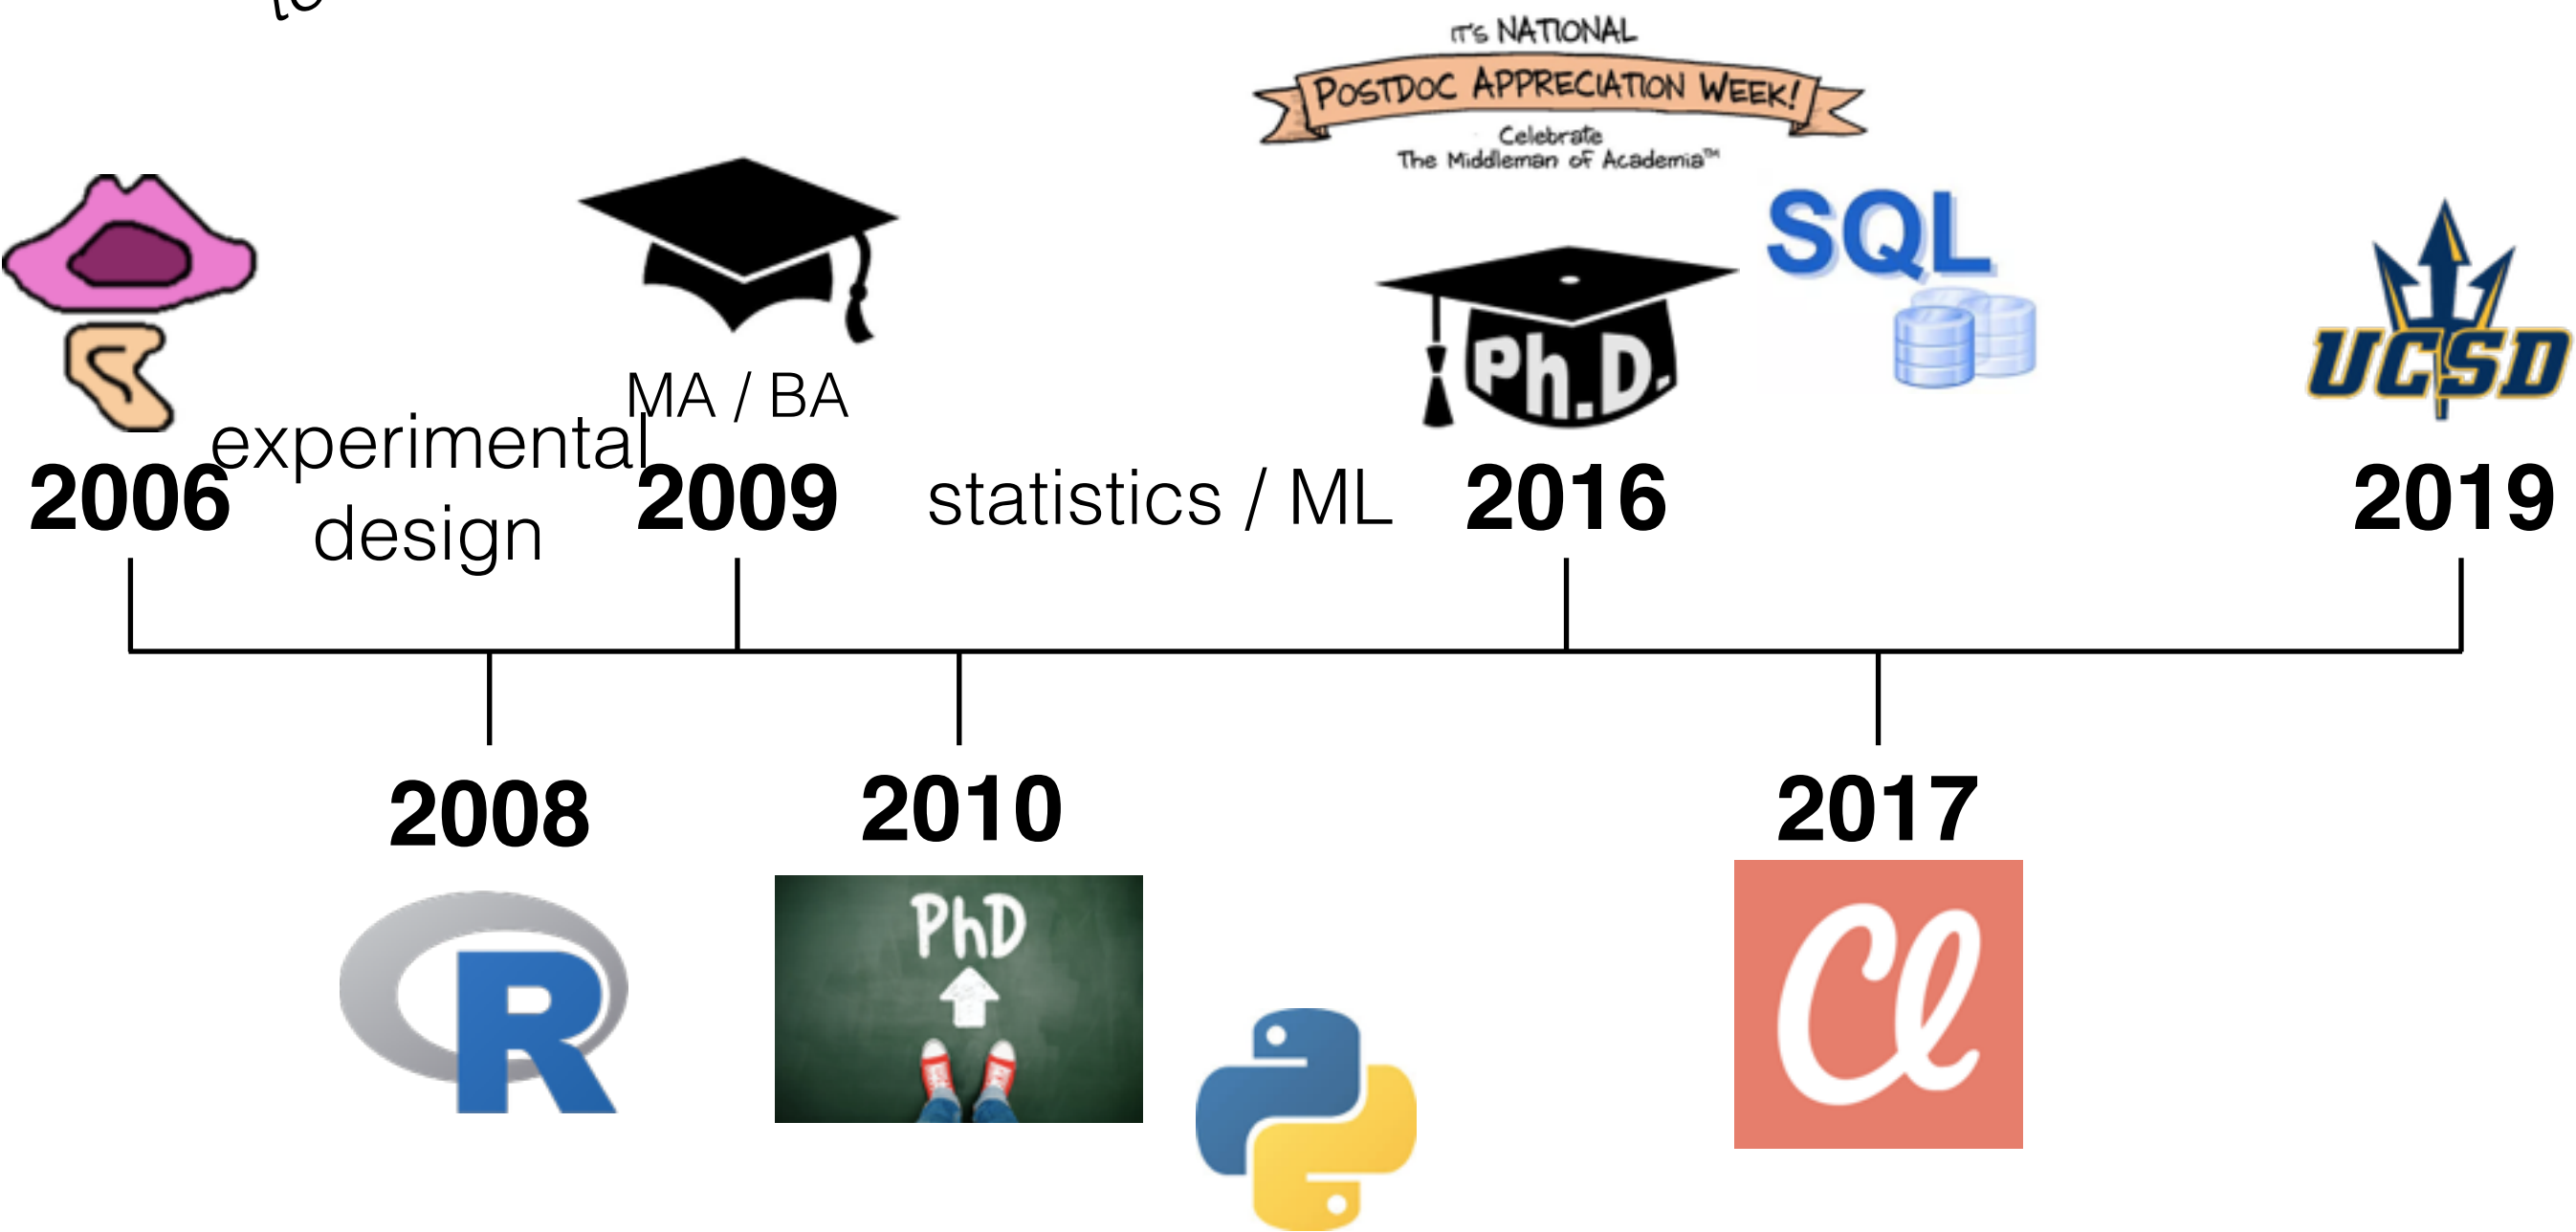 to
IT'S NATIONAL
POSTDOC APPRECIATION WEEK!
Celebrate
The Middleman of Academia™
SQL
Ph.D.
UCSD
MA / BA
experimental
design
2006
2009
statistics / ML
2016
2019
2008
2010
2017
R
PhD
Cl